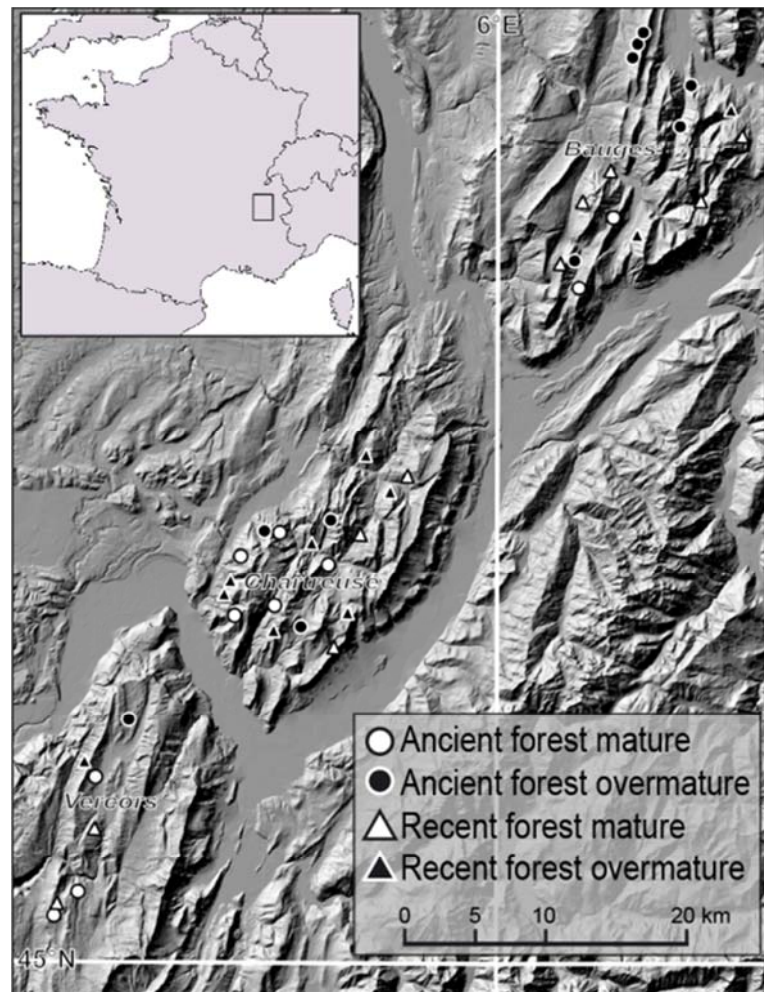 6°E
Bauges
Chartreuse
Vercors
Ancient forest mature
Ancient forest overmature
Recent forest mature
Recent forest overmature
0 5 10 20 km
45°N